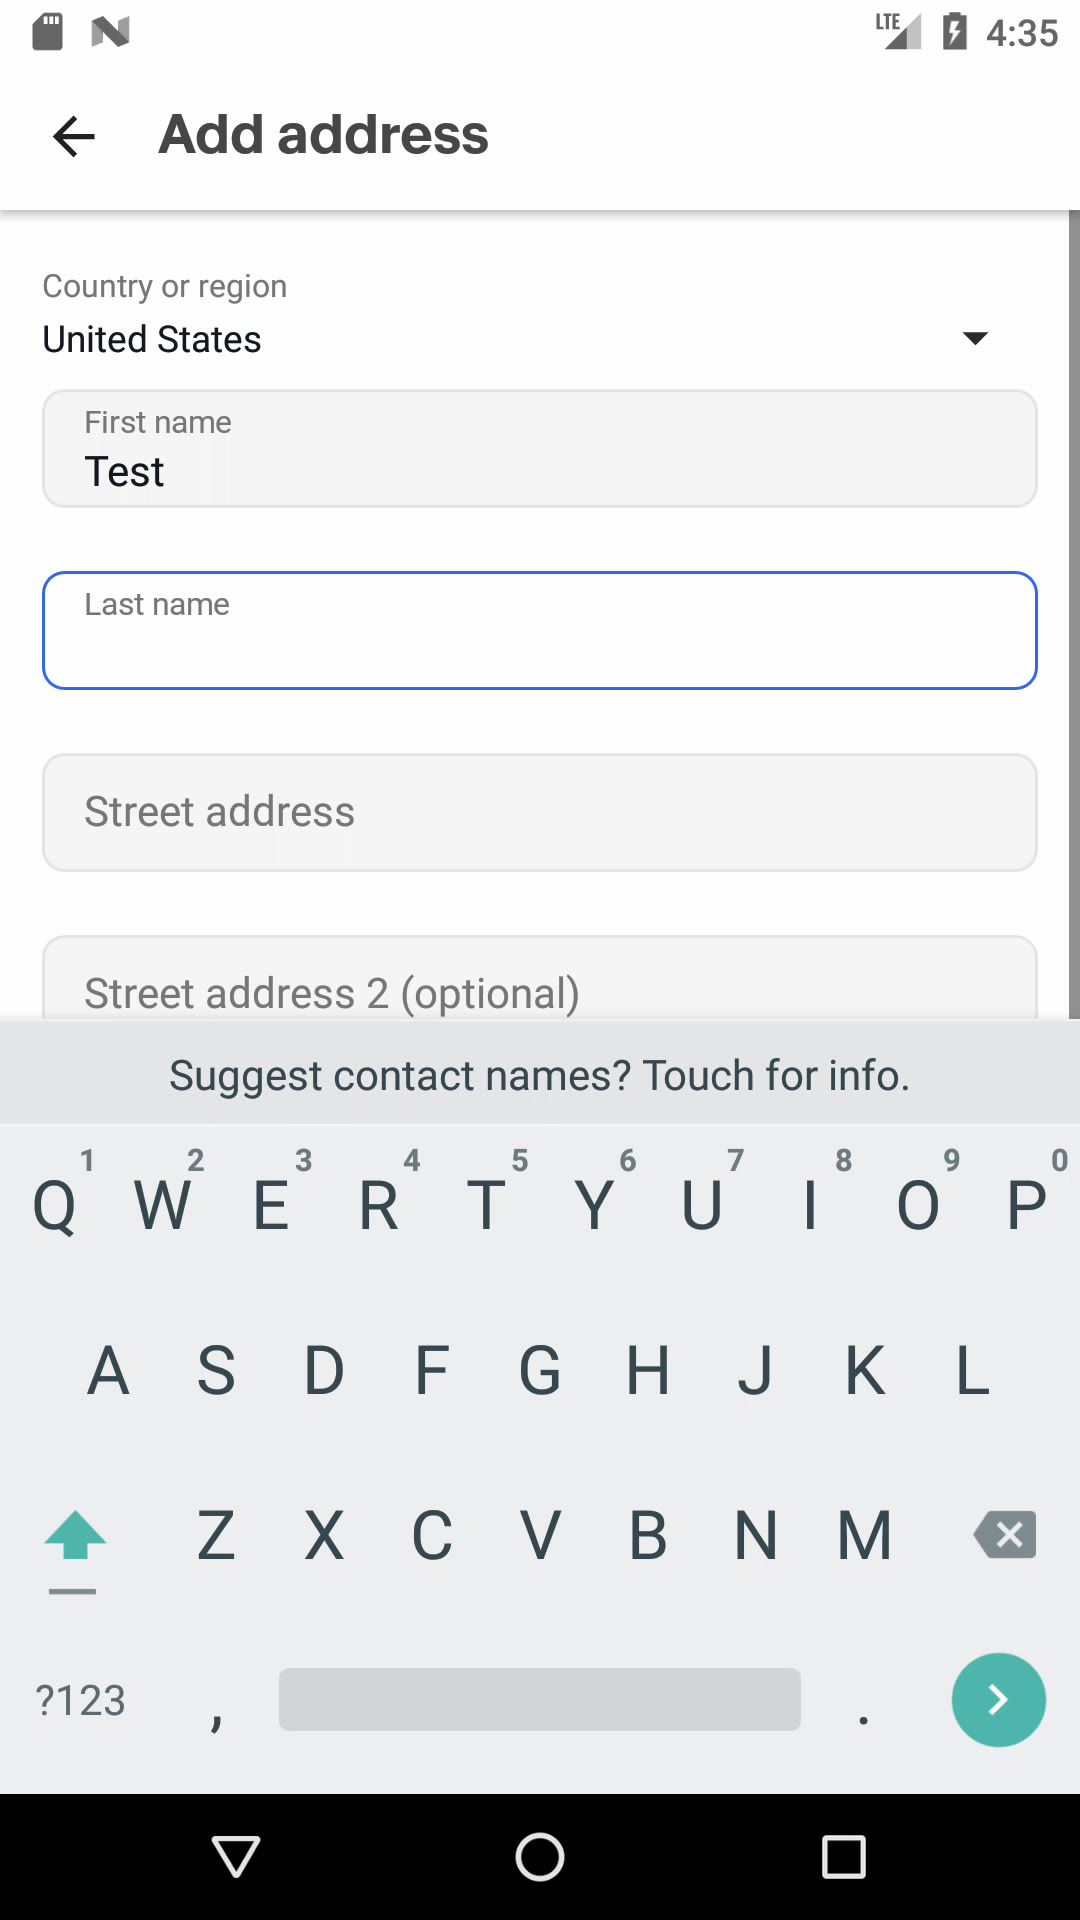 LTE 4:35
Add address
Country or region
United States
First name
Test
Last name
Street address
Street address 2 (optional)
Suggest contact names? Touch for info.
1 2 3 4 5 6 7 8 9 0
Q W E R T Y U I O P
A S D F G H J K L
Z X C V B N M
?123 , .